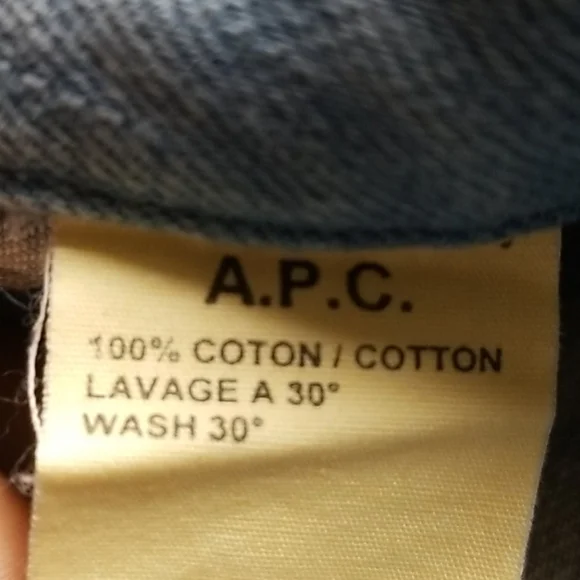 A.P.C.
100% COTON / COTTON
LAVAGE A 30°
WASH 30°